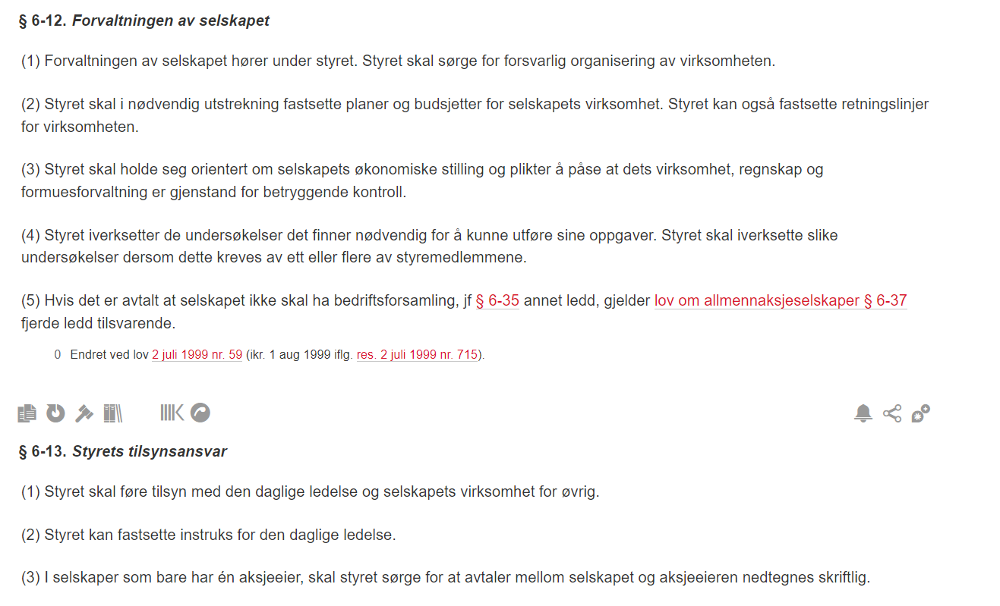 § 6-12. Forvaltningen av selskapet
(1) Forvaltningen av selskapet hører under styret. Styret skal sørge for forsvarlig organisering av virksomheten.
(2) Styret skal i nødvendig utstrekning fastsette planer og budsjetter for selskapets virksomhet. Styret kan også fastsette retningslinjer
for virksomheten.
(3) Styret skal holde seg orientert om selskapets økonomiske stilling og plikter å påse at dets virksomhet, regnskap og
formuesforvaltning er gjenstand for betryggende kontroll.
(4) Styret iverksetter de undersøkelser det finner nødvendig for å kunne utføre sine oppgaver. Styret skal iverksette slike
undersøkelser dersom dette kreves av ett eller flere av styremedlemmene.
(5) Hvis det er avtalt at selskapet ikke skal ha bedriftsforsamling, jf § 6-35 annet ledd, gjelder lov om allmennaksjeselskaper § 6-37
fjerde ledd tilsvarende.
0 Endret ved lov 2 juli 1999 nr. 59 (ikr. 1 aug 1999 iflg. res. 2 juli 1999 nr. 715).
§ 6-13. Styrets tilsynsansvar
(1) Styret skal føre tilsyn med den daglige ledelse og selskapets virksomhet for øvrig.
(2) Styret kan fastsette instruks for den daglige ledelse.
(3) I selskaper som bare har én aksjeeier, skal styret sørge for at avtaler mellom selskapet og aksjeeieren nedtegnes skriftlig.